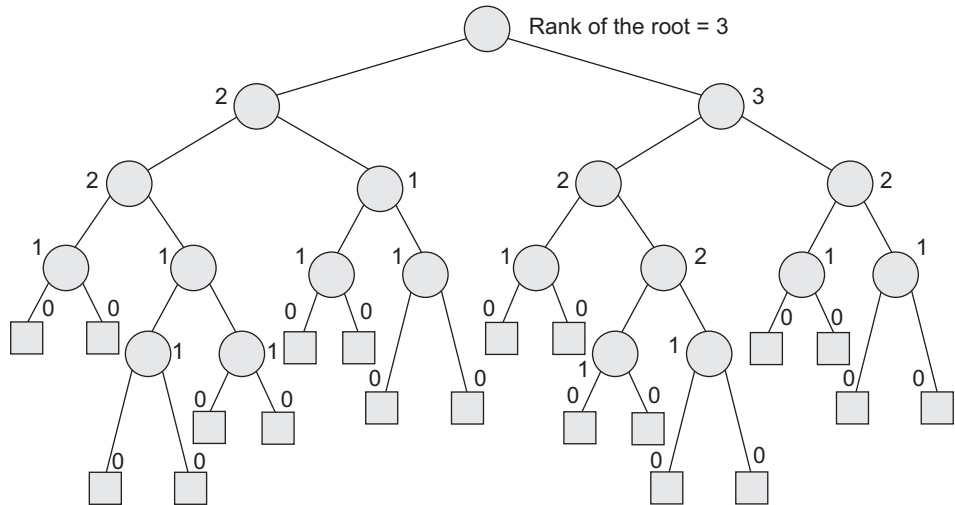 Rank of the root = 3
2 3
2 1 2 2
1 1 1 1 1 2 1 1
0 0 0 0 0 0 0 0
1 1 1 1
0 0 0 0
0 0 0 0 0 0
0 0 0 0